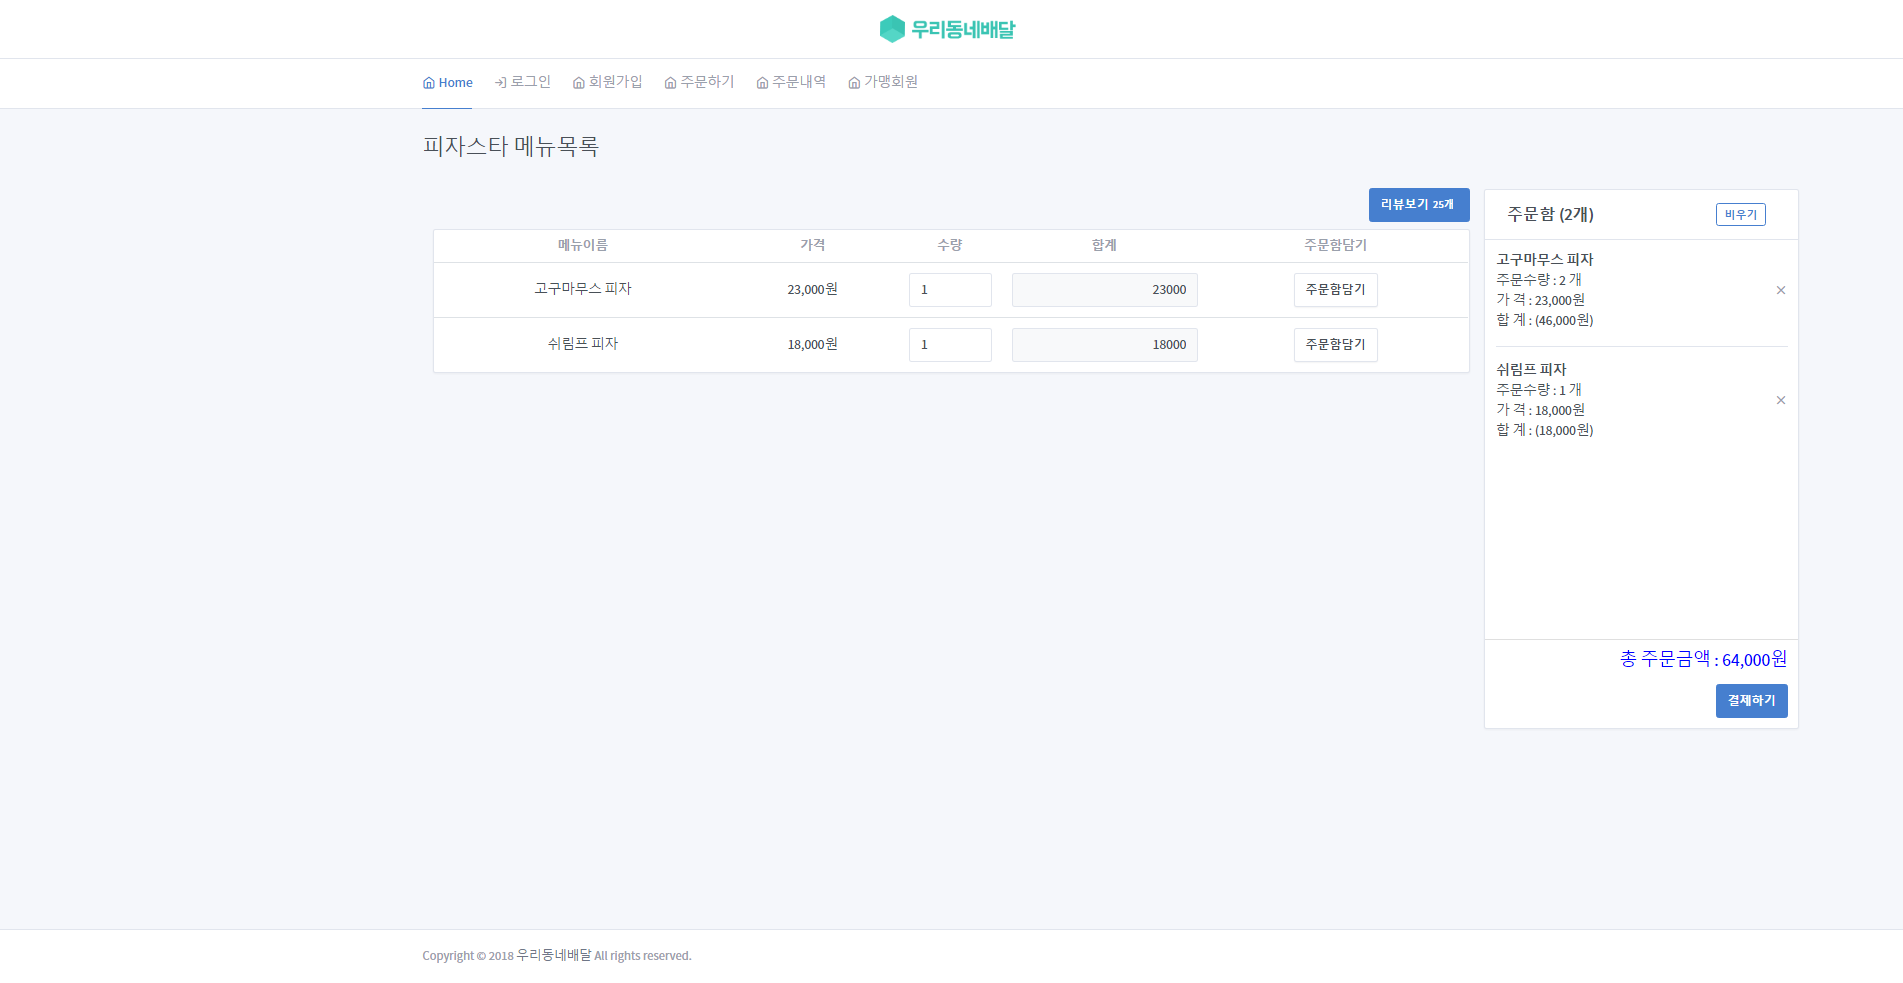 우리동네배달
Home 로그인 회원가입 주문하기 주문내역 가맹회원
피자스타 메뉴목록
리뷰보기 25개
메뉴이름 가격 수량 합계 주문함담기
고구마무스 피자 23,000원 1 23000 주문함담기
쉬림프 피자 18,000원 1 18000 주문함담기
주문함 (2개) 비우기
고구마무스 피자
주문수량 : 2 개
가 격 : 23,000원
합 계 : (46,000원)
쉬림프 피자
주문수량 : 1 개
가 격 : 18,000원
합 계 : (18,000원)
총 주문금액 : 64,000원
결제하기
Copyright © 2018 우리동네배달 All rights reserved.